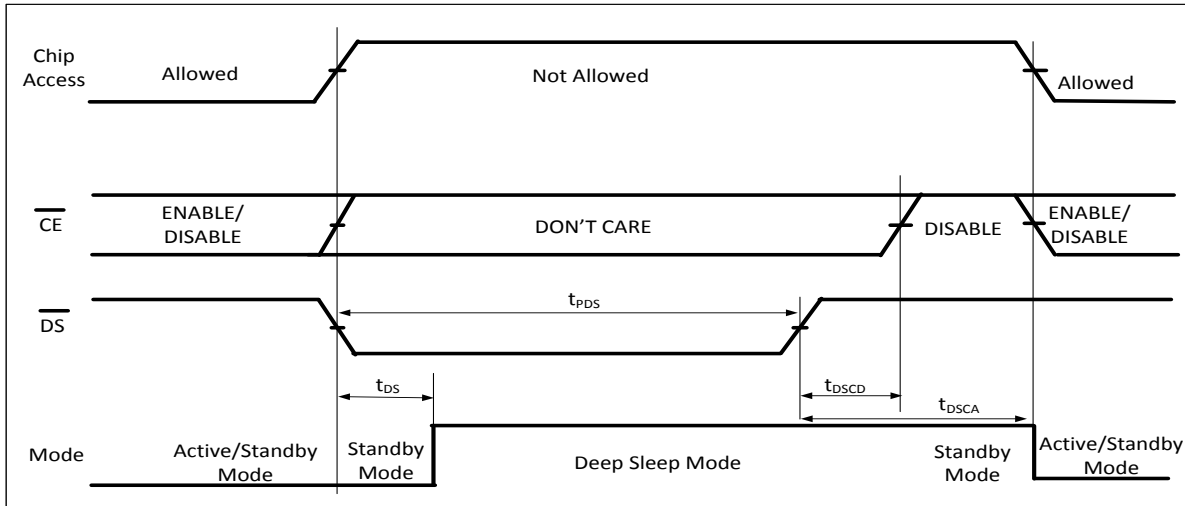 Chip
Access
Allowed
Not Allowed
Allowed
CE
ENABLE/
DISABLE
DON'T CARE
DISABLE
ENABLE/
DISABLE
DS
tPDS
tDS
tDSCD
tDSCA
Mode
Active/Standby
Mode
Standby
Mode
Deep Sleep Mode
Standby
Mode
Active/Standby
Mode